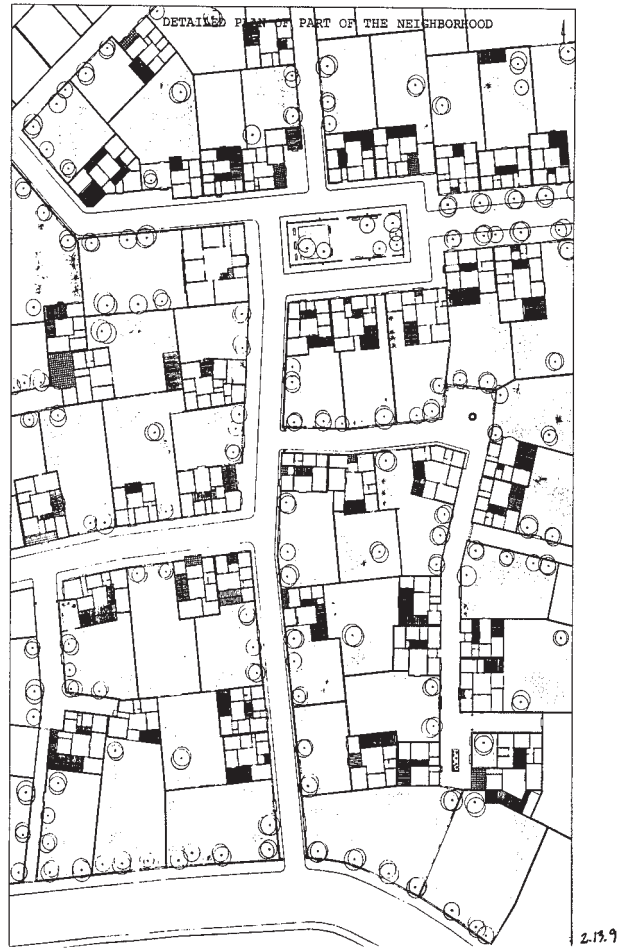 DETAILED PLAN OF PART OF THE NEIGHBORHOOD
2.13.9